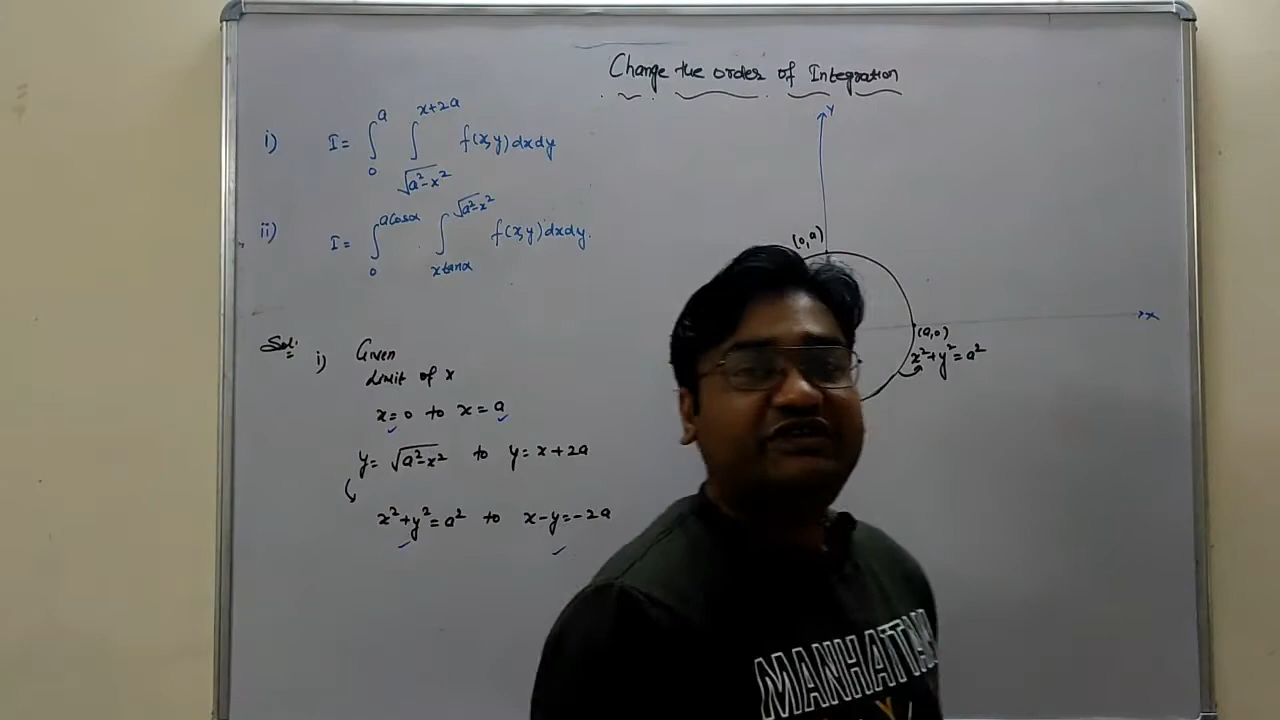 Change the order of Integration
i) I = ∫₀^a ∫_{√(a²-x²)}^{x+2a} f(x,y) dx dy
ii) I = ∫₀^{a cosα} ∫_{x tanα}^{√(a²-x²)} f(x,y) dx dy.
Sol: i) Given
Limit of x
x = 0 to x = a
y = √(a²-x²) to y = x + 2a
x² + y² = a² to x - y = -2a
Y
(0,a)
X
(a,0)
x² + y² = a²
MANHATTA